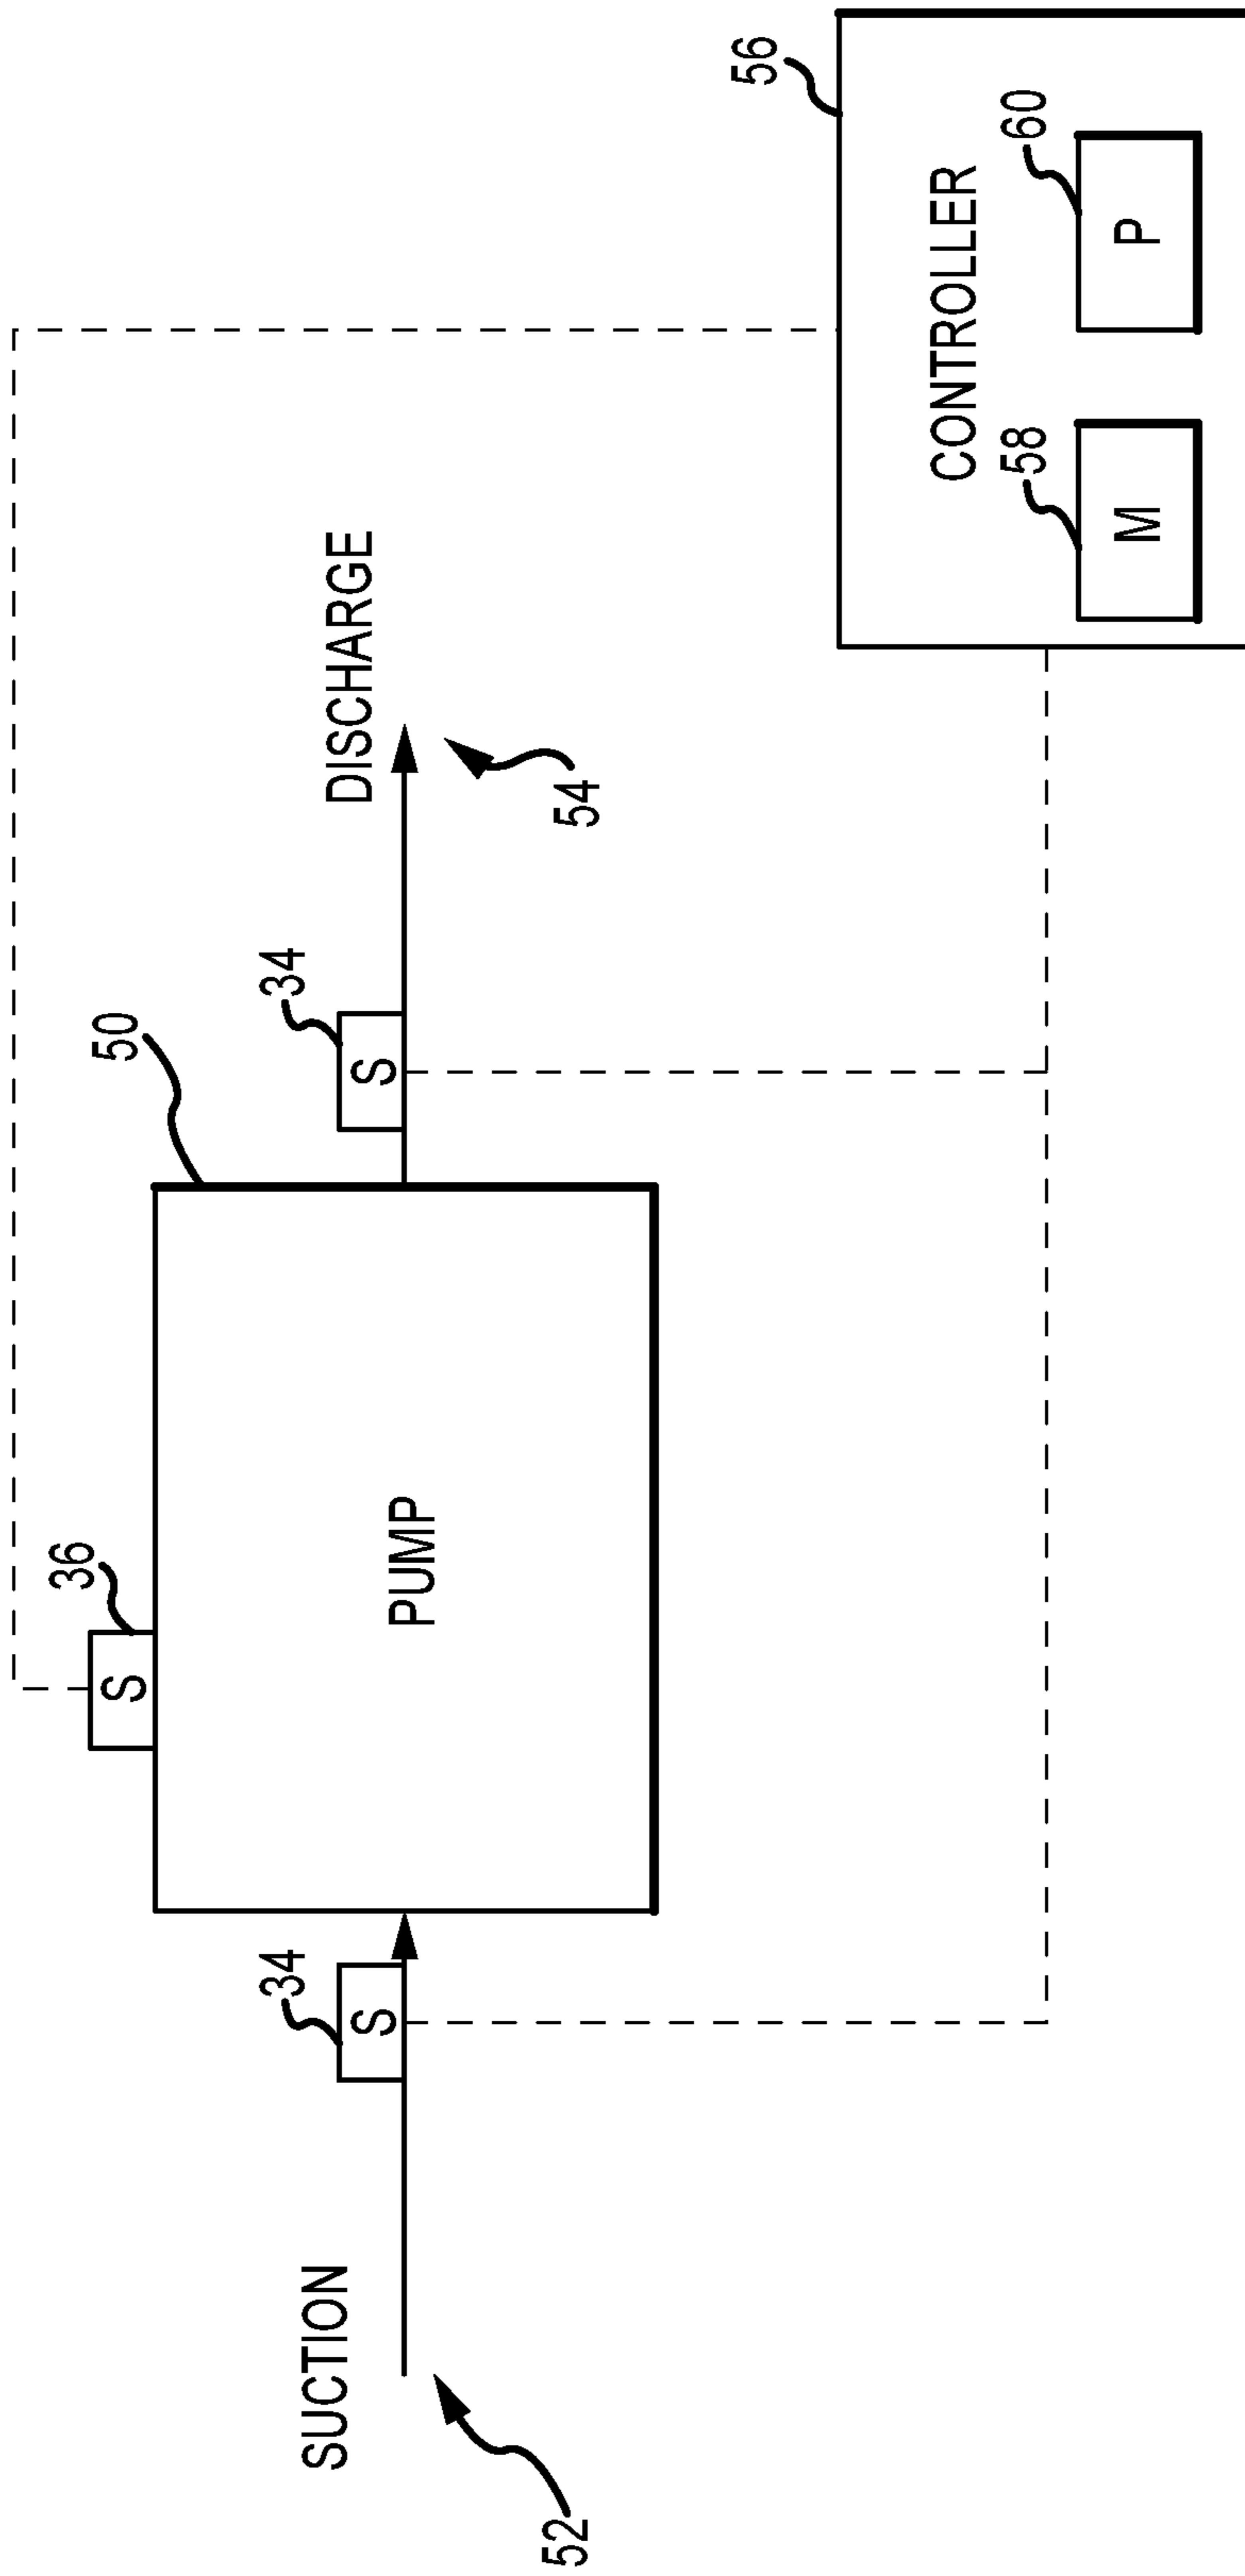 36
S
50
34
S
34
S
PUMP
SUCTION
DISCHARGE
52
54
56
CONTROLLER
58
60
M
P